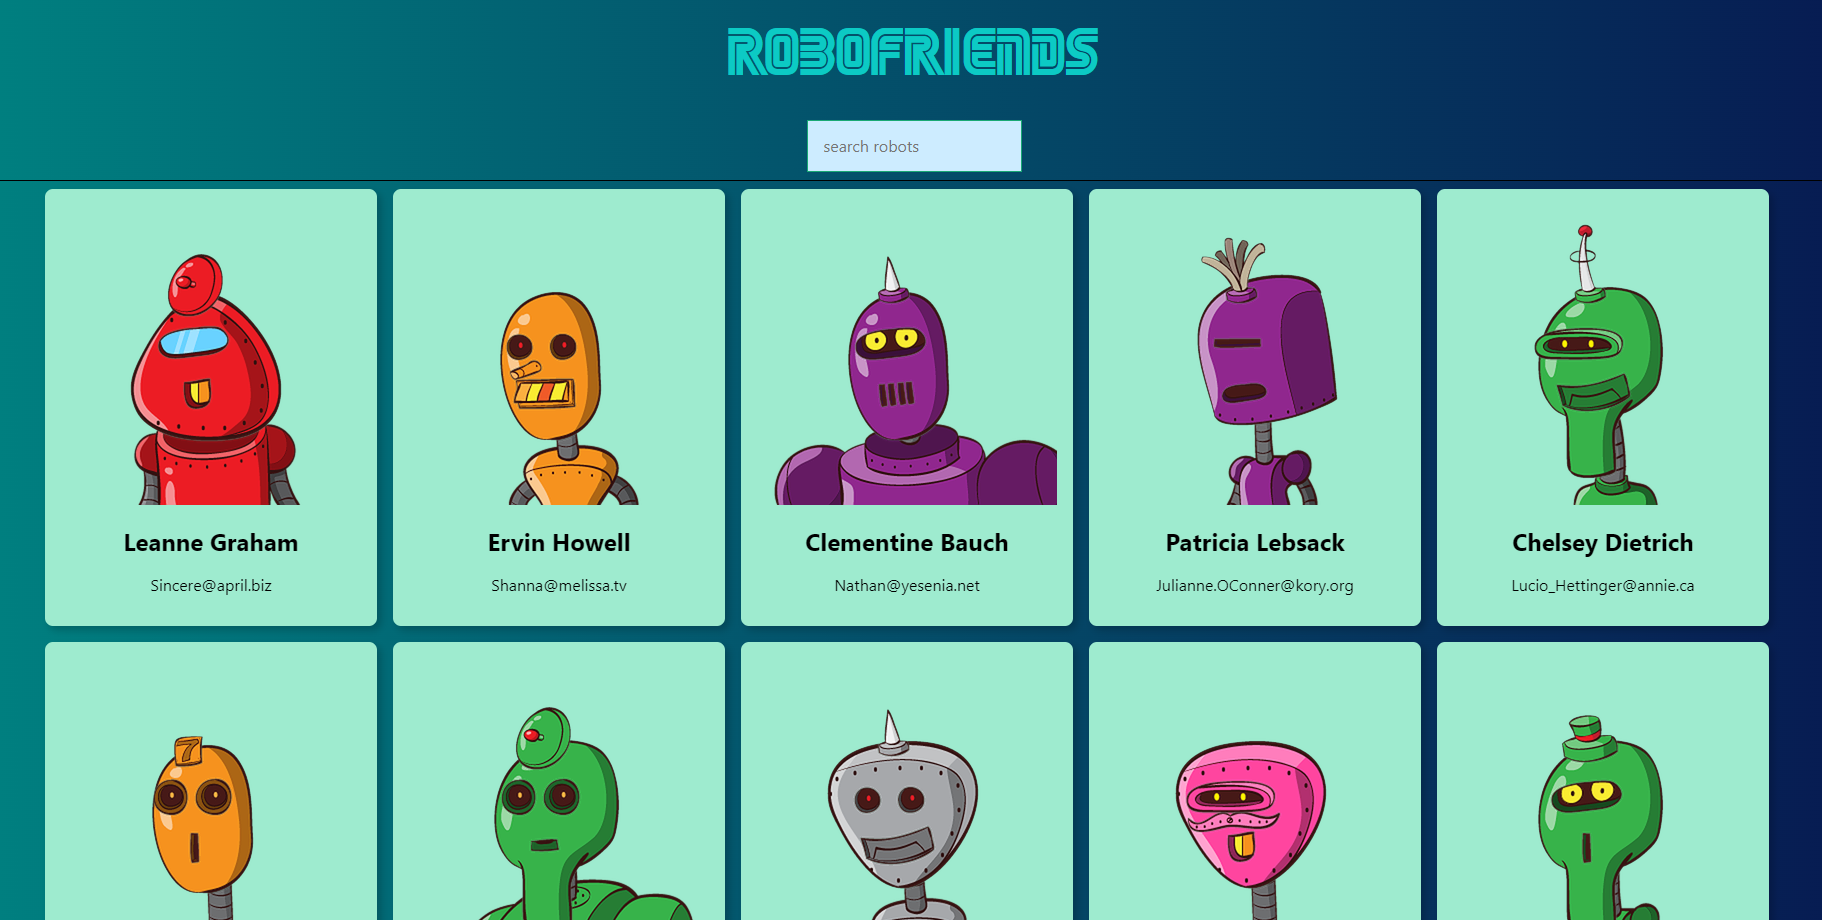 ROBOFRIENDS
search robots
Leanne Graham
Sincere@april.biz
Ervin Howell
Shanna@melissa.tv
Clementine Bauch
Nathan@yesenia.net
Patricia Lebsack
Julianne.OConner@kory.org
Chelsey Dietrich
Lucio_Hettinger@annie.ca
7